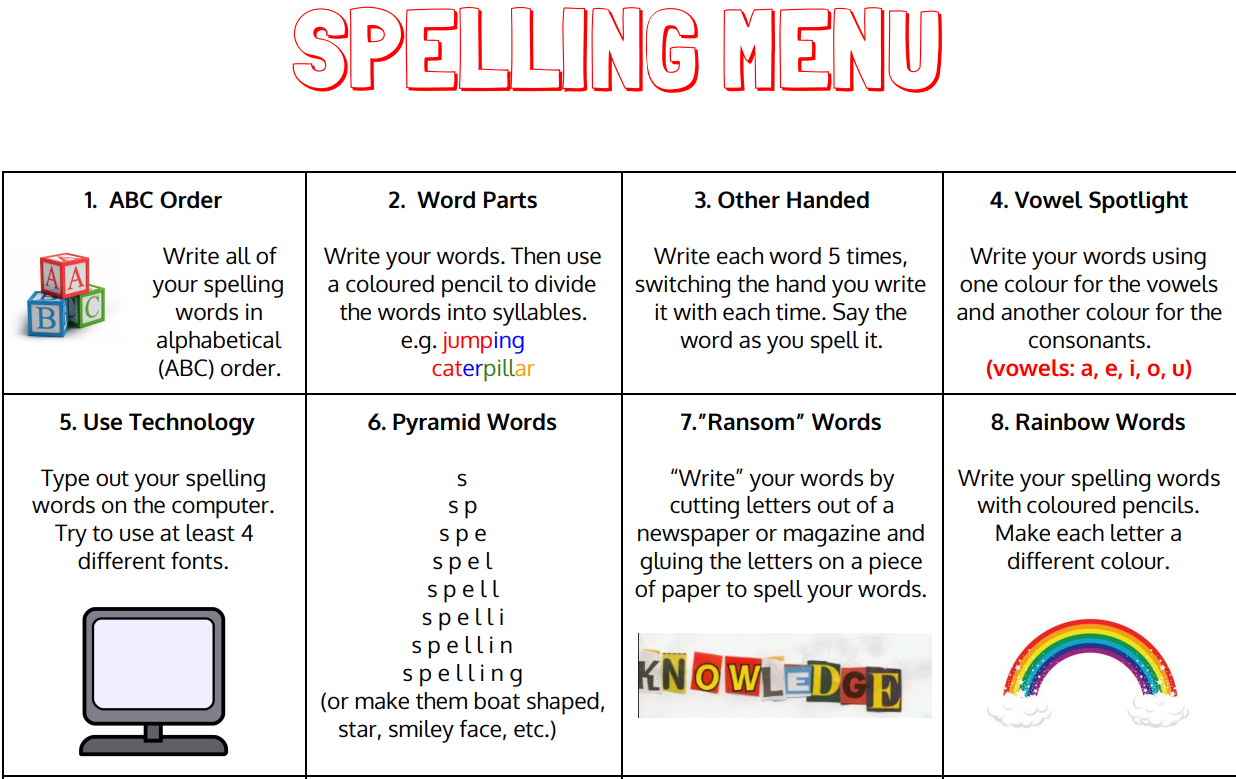 SPELLING MENU
1. ABC Order
Write all of
your spelling
words in
alphabetical
(ABC) order.
A A
B C C
2. Word Parts
Write your words. Then use
a coloured pencil to divide
the words into syllables.
e.g. jumping
caterpillar
3. Other Handed
Write each word 5 times,
switching the hand you write
it with each time. Say the
word as you spell it.
4. Vowel Spotlight
Write your words using
one colour for the vowels
and another colour for the
consonants.
(vowels: a, e, i, o, u)
5. Use Technology
Type out your spelling
words on the computer.
Try to use at least 4
different fonts.
6. Pyramid Words
s
s p
s p e
s p e l
s p e l l
s p e l l i
s p e l l i n
s p e l l i n g
(or make them boat shaped,
star, smiley face, etc.)
7.”Ransom” Words
“Write” your words by
cutting letters out of a
newspaper or magazine and
gluing the letters on a piece
of paper to spell your words.
KNOWLEDGE
8. Rainbow Words
Write your spelling words
with coloured pencils.
Make each letter a
different colour.